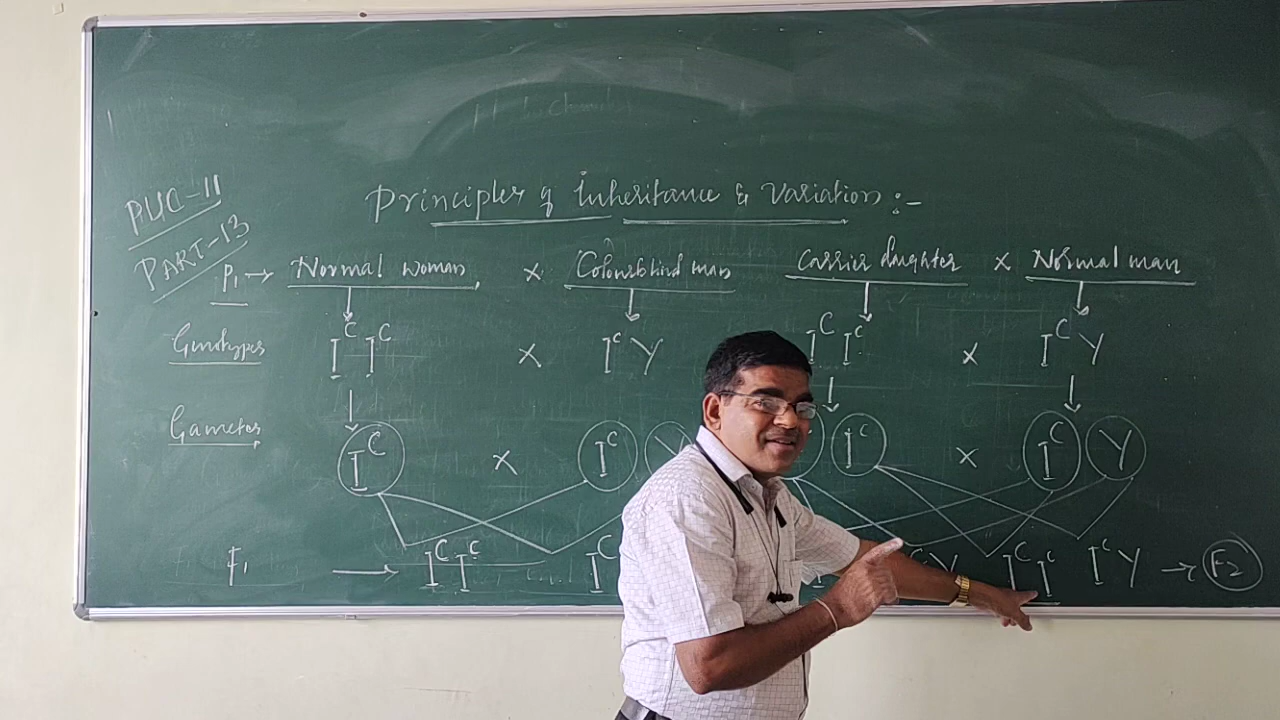 PUC-11
PART-13
Principles of Inheritance & Variation:-
P1 → Normal woman × Colourblind man Carrier daughter × Normal man
Genotypes I^C I^c × I^c Y I^C I^c × I^C Y
Gametes I^C × I^c Y I^c × I^C Y
F1 → I^C I^c I^C Y I^C I^c I^c Y → F2